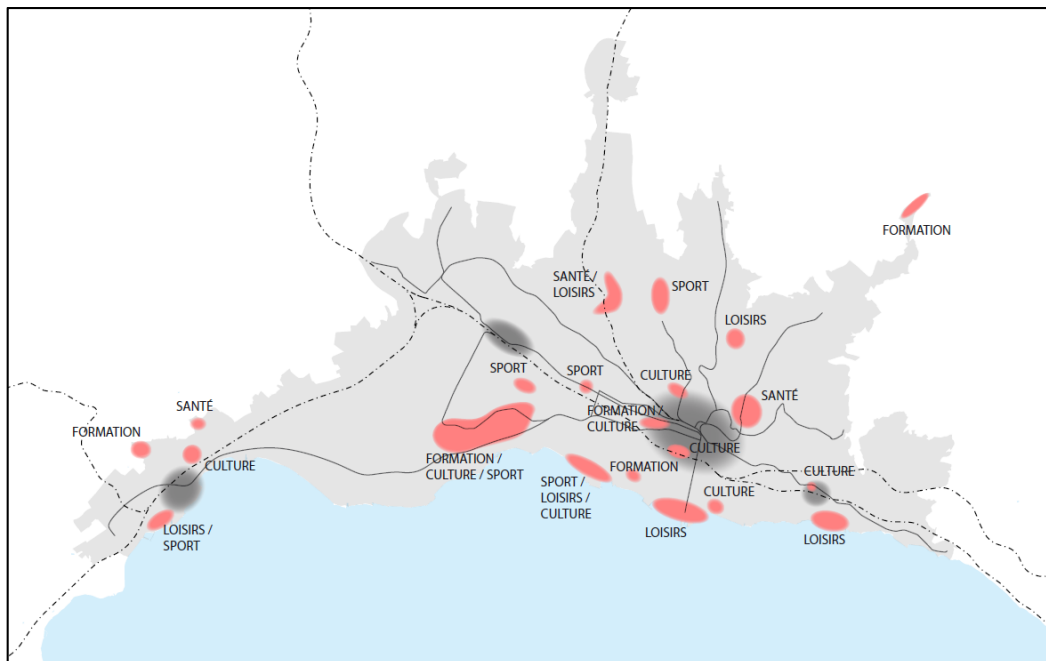 FORMATION
SANTÉ /
LOISIRS
SPORT
LOISIRS
SPORT
SPORT
CULTURE
SANTÉ
SANTÉ
FORMATION /
CULTURE
FORMATION
CULTURE
CULTURE
FORMATION /
CULTURE / SPORT
SPORT /
LOISIRS /
CULTURE
FORMATION
CULTURE
CULTURE
LOISIRS /
SPORT
LOISIRS
LOISIRS